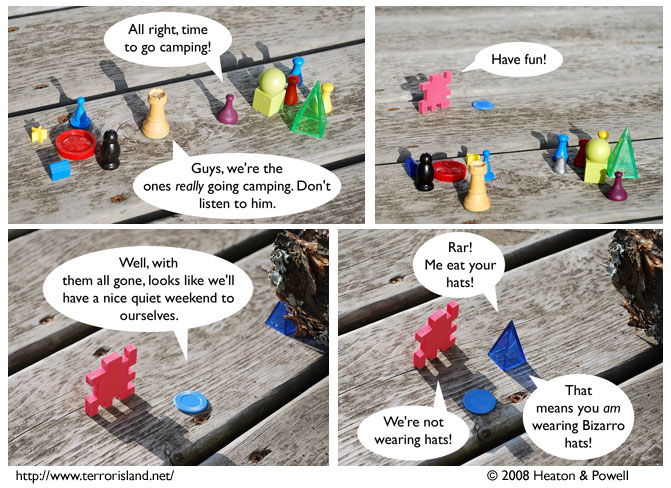 All right, time
to go camping!
Guys, we're the
ones really going camping. Don't
listen to him.
Have fun!
Well, with
them all gone, looks like we'll
have a nice quiet weekend to
ourselves.
Rar!
Me eat your
hats!
We're not
wearing hats!
That
means you am
wearing Bizarro
hats!
http://www.terrorisland.net/
© 2008 Heaton & Powell